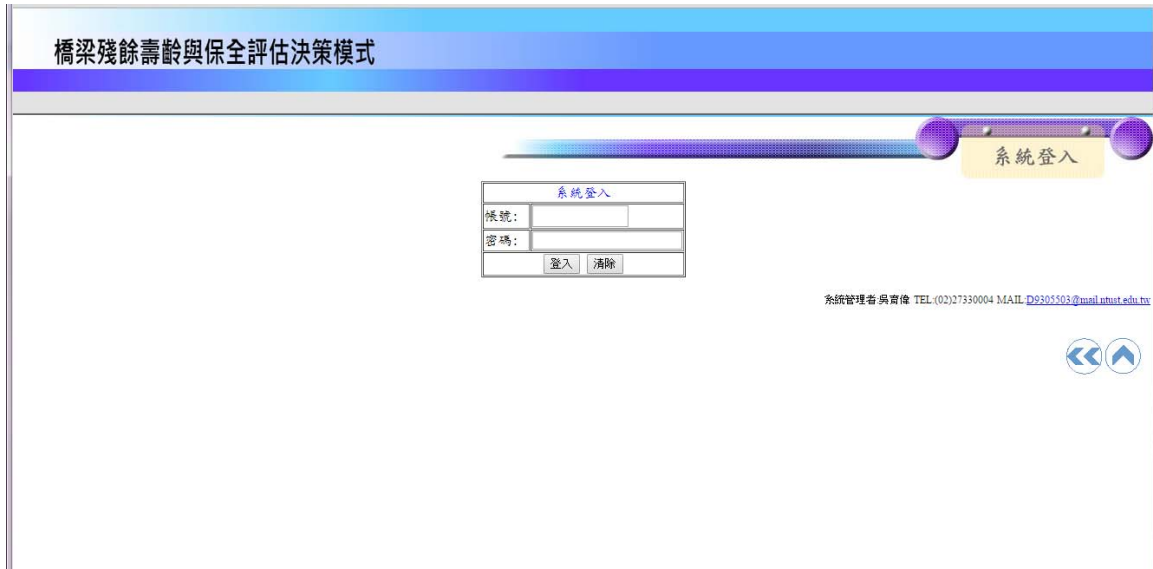 橋梁殘餘壽齡與保全評估決策模式
系統登入
系統登入
帳號:
密碼:
登入 清除
系統管理者:吳育偉 TEL:(02)27330004 MAIL:D9305503@mail.ntust.edu.tw